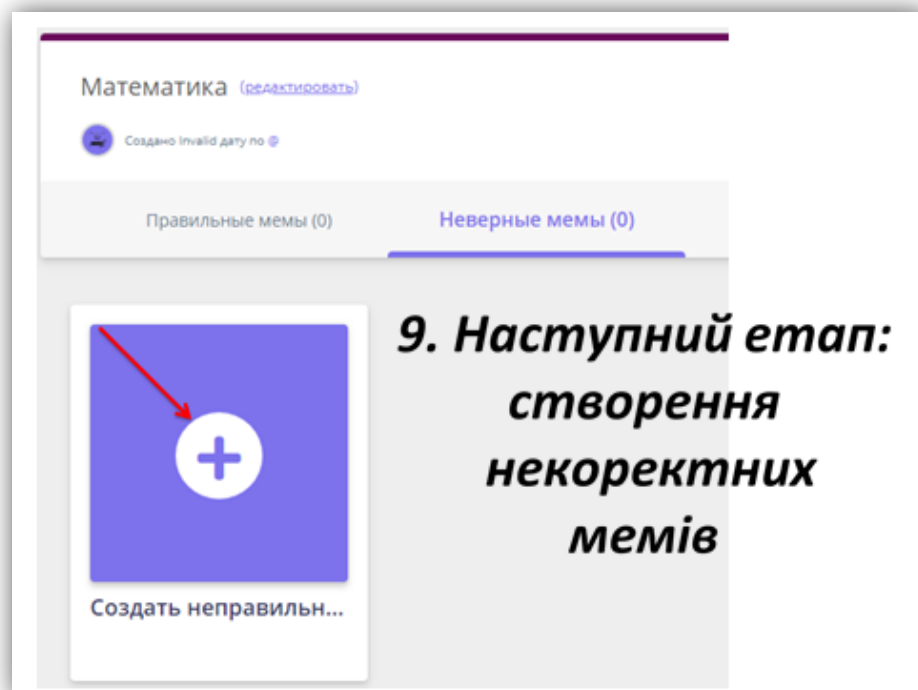 Математика (редактировать)
Создано Invalid дату по @
Правильные мемы (0)
Неверные мемы (0)
9. Наступний етап:
створення
некоректних
мемів
Создать неправильн...